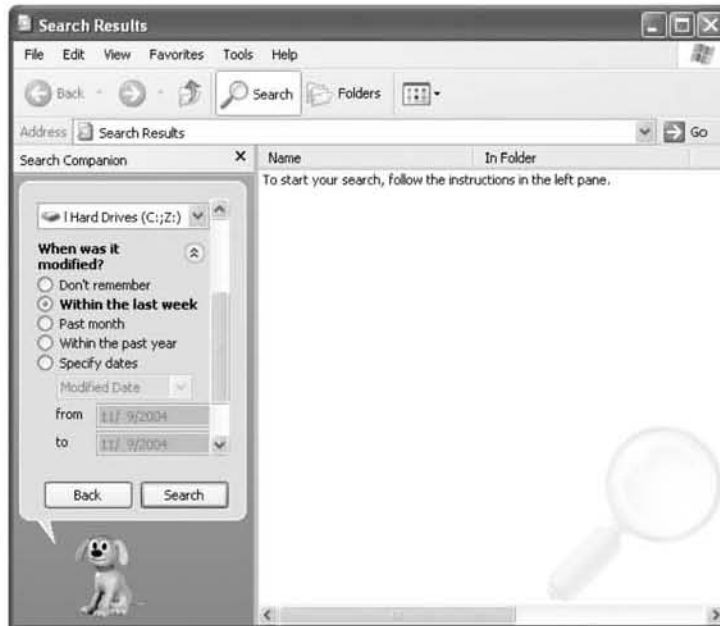 Search Results
File Edit View Favorites Tools Help
Back Search Folders
Address Search Results Go
Search Companion
Name In Folder
To start your search, follow the instructions in the left pane.
l Hard Drives (C:;Z:)
When was it
modified?
Don't remember
Within the last week
Past month
Within the past year
Specify dates
Modified Date
from 11/ 9/2004
to 11/ 9/2004
Back Search